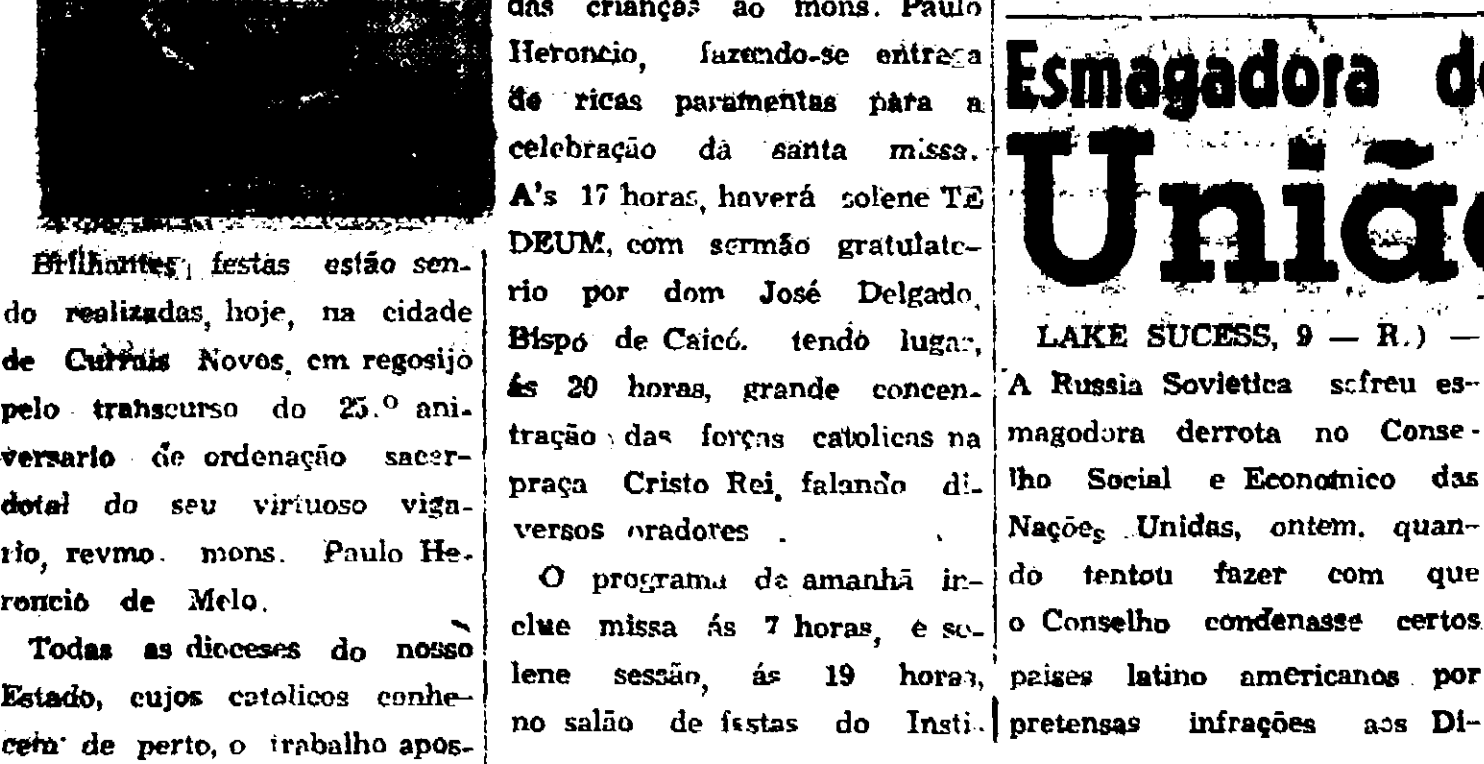 Brilhantes festas estão sen-
do realizadas, hoje, na cidade
de Currais Novos, em regosijo
pelo transcurso do 25.º ani-
versario de ordenação sacer-
dotal do seu virtuoso viga-
rio, revmo. mons. Paulo He-
roncio de Melo.
Todas as dioceses do nosso
Estado, cujos catolicos conhe-
cem de perto, o trabalho apos-
das crianças ao mons. Paulo
Heroncio, fazendo-se entrega
de ricas paramentas para a
celebração da santa missa.
A's 17 horas, haverá solene TE
DEUM, com sermão gratulato-
rio por dom José Delgado,
Bispo de Caicó. tendo lugar,
ás 20 horas, grande concen-
tração das forças catolicas na
praça Cristo Rei, falando di-
versos oradores .
O programa de amanhã in-
clue missa ás 7 horas, e so-
lene sessão, ás 19 horas,
no salão de festas do Insti-
Esmagadora de
União
LAKE SUCESS, 9 — R.) —
A Russia Soviética sofreu es-
magodora derrota no Conse-
lho Social e Economico das
Nações Unidas, ontem, quan-
do tentou fazer com que
o Conselho condenasse certos
paises latino americanos por
pretensas infrações aos Di-